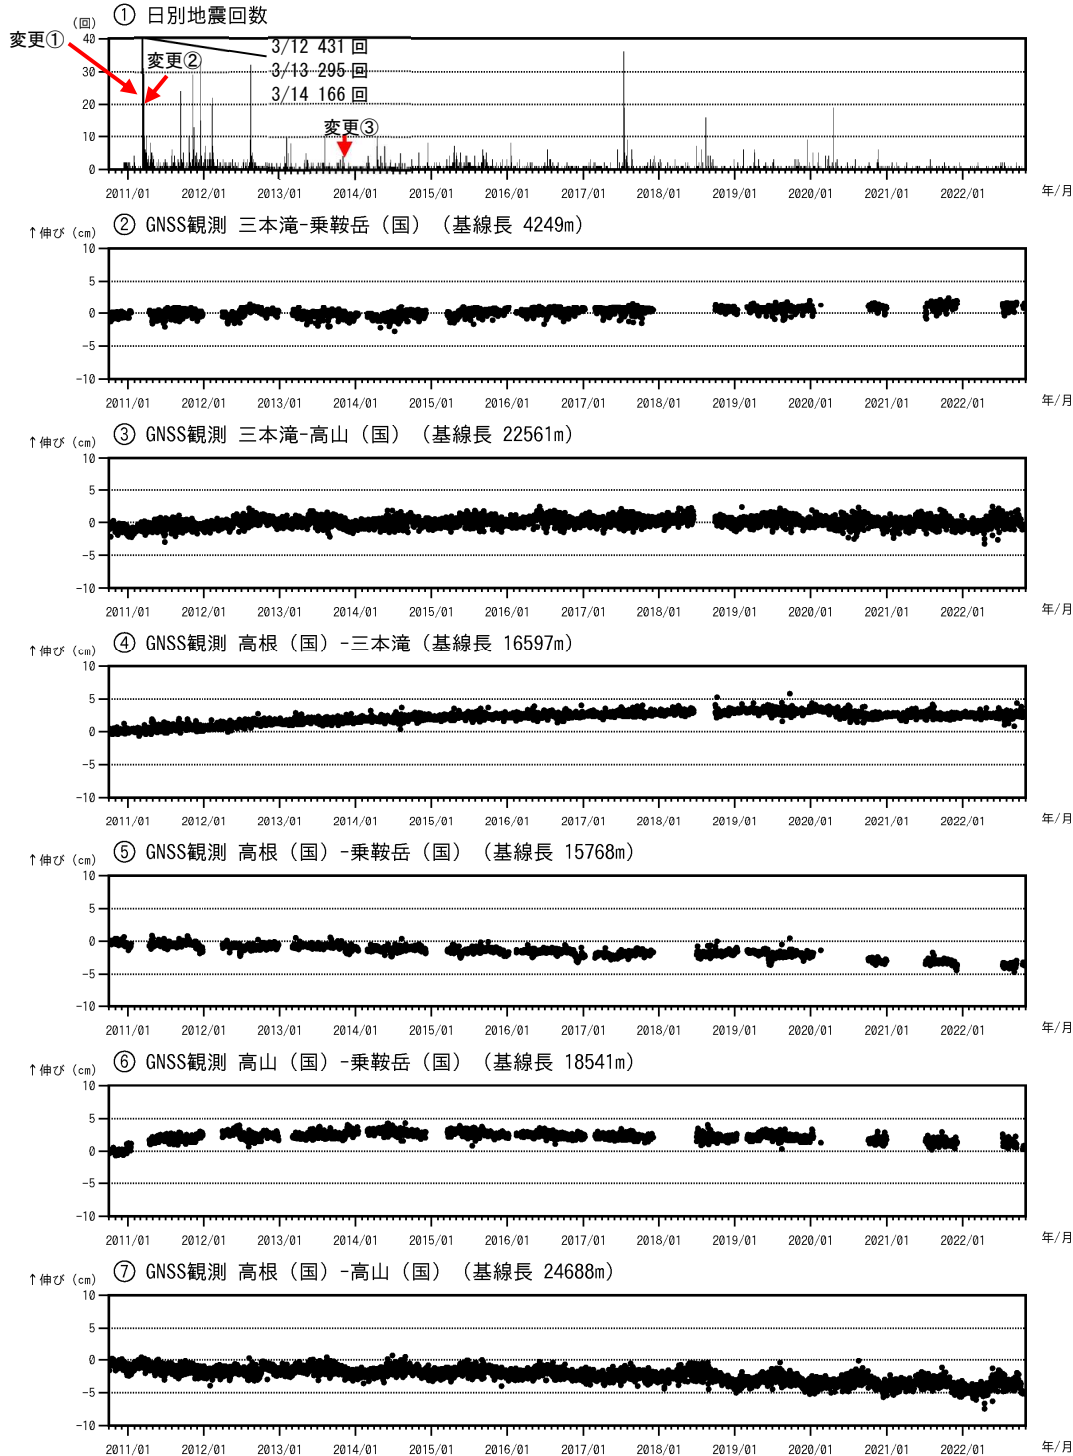 ① 日別地震回数
(回)
変更①
変更②
3/12 431 回
3/13 295 回
3/14 166 回
変更③
40
30
20
10
0
2011/01 2012/01 2013/01 2014/01 2015/01 2016/01 2017/01 2018/01 2019/01 2020/01 2021/01 2022/01 年/月
② GNSS観測 三本滝-乗鞍岳（国）（基線長 4249m）
↑伸び (cm)
10
5
0
-5
-10
2011/01 2012/01 2013/01 2014/01 2015/01 2016/01 2017/01 2018/01 2019/01 2020/01 2021/01 2022/01 年/月
③ GNSS観測 三本滝-高山（国）（基線長 22561m）
↑伸び (cm)
10
5
0
-5
-10
2011/01 2012/01 2013/01 2014/01 2015/01 2016/01 2017/01 2018/01 2019/01 2020/01 2021/01 2022/01 年/月
④ GNSS観測 高根（国）-三本滝（基線長 16597m）
↑伸び (cm)
10
5
0
-5
-10
2011/01 2012/01 2013/01 2014/01 2015/01 2016/01 2017/01 2018/01 2019/01 2020/01 2021/01 2022/01 年/月
⑤ GNSS観測 高根（国）-乗鞍岳（国）（基線長 15768m）
↑伸び (cm)
10
5
0
-5
-10
2011/01 2012/01 2013/01 2014/01 2015/01 2016/01 2017/01 2018/01 2019/01 2020/01 2021/01 2022/01 年/月
⑥ GNSS観測 高山（国）-乗鞍岳（国）（基線長 18541m）
↑伸び (cm)
10
5
0
-5
-10
2011/01 2012/01 2013/01 2014/01 2015/01 2016/01 2017/01 2018/01 2019/01 2020/01 2021/01 2022/01 年/月
⑦ GNSS観測 高根（国）-高山（国）（基線長 24688m）
↑伸び (cm)
10
5
0
-5
-10
2011/01 2012/01 2013/01 2014/01 2015/01 2016/01 2017/01 2018/01 2019/01 2020/01 2021/01 2022/01 年/月